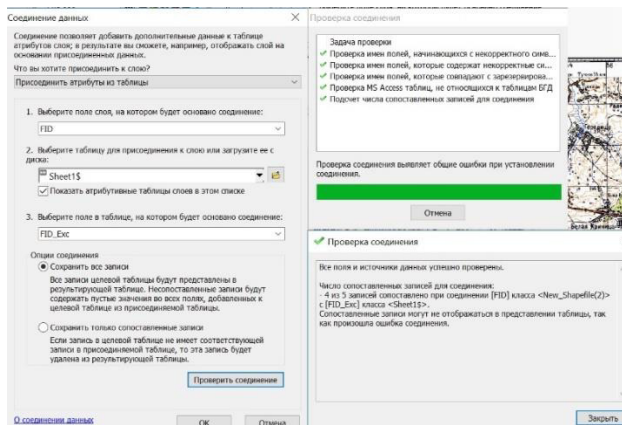 Соединение данных
Соединение позволяет добавить дополнительные данные к таблице
атрибутов слоя; в результате вы сможете, например, отображать слой на
основании присоединенных данных.
Что вы хотите присоединить к слою?
Присоединить атрибуты из таблицы
1. Выберите поле слоя, на котором будет основано соединение:
FID
2. Выберите таблицу для присоединения к слою или загрузите ее с
диска:
Sheet1$
Показать атрибутивные таблицы слоев в этом списке
3. Выберите поле в таблице, на котором будет основано соединение:
FID_Exc
Опции соединения
Сохранить все записи
Все записи целевой таблицы будут представлены в
результирующей таблице. Несопоставленные записи будут
содержать пустые значения во всех полях, добавленных к
целевой таблице из присоединяемой таблицы.
Сохранить только сопоставленные записи
Если запись в целевой таблице не имеет соответствующей
записи в присоединяемой таблице, то эта запись будет
удалена из результирующей таблицы.
Проверить соединение
О соединении данных
OK
Отмена
Проверка соединения
Задача проверки
Проверка имен полей, начинающихся с некорректного симв...
Проверка имен полей, которые содержат некорректные си...
Проверка имен полей, которые совпадают с зарезервирова...
Проверка MS Access таблиц, не относящихся к таблицам БГД
Подсчет числа сопоставленных записей для соединения
Проверка соединения выявляет общие ошибки при установлении
соединения.
Отмена
Проверка соединения
Все поля и источники данных успешно проверены.
Число сопоставленных записей для соединения:
- 4 из 5 записей сопоставлено при соединении [FID] класса <New_Shapefile(2)>
с [FID_Exc] класса <Sheet1$>.
Сопоставленные записи могут не отображаться в представлении таблицы, так
как произошла ошибка соединения.
Закрыть